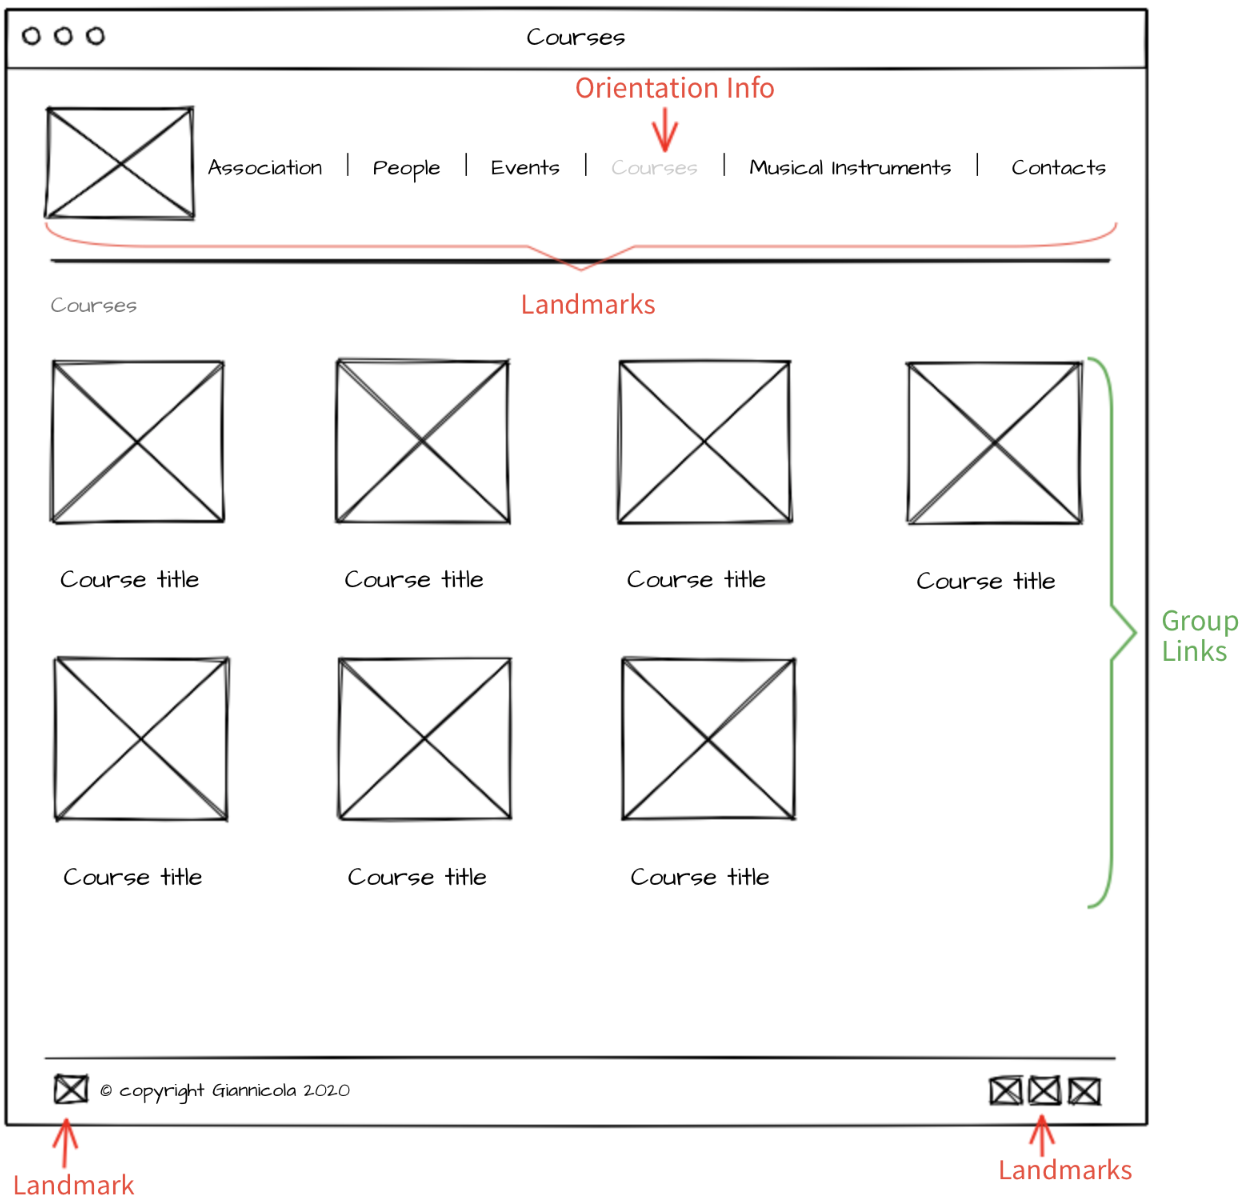 Courses
Orientation Info
Association | People | Events | Courses | Musical Instruments | Contacts
Landmarks
Courses
Course title Course title Course title Course title
Group
Links
Course title Course title Course title
© copyright Giannicola 2020
Landmark
Landmarks